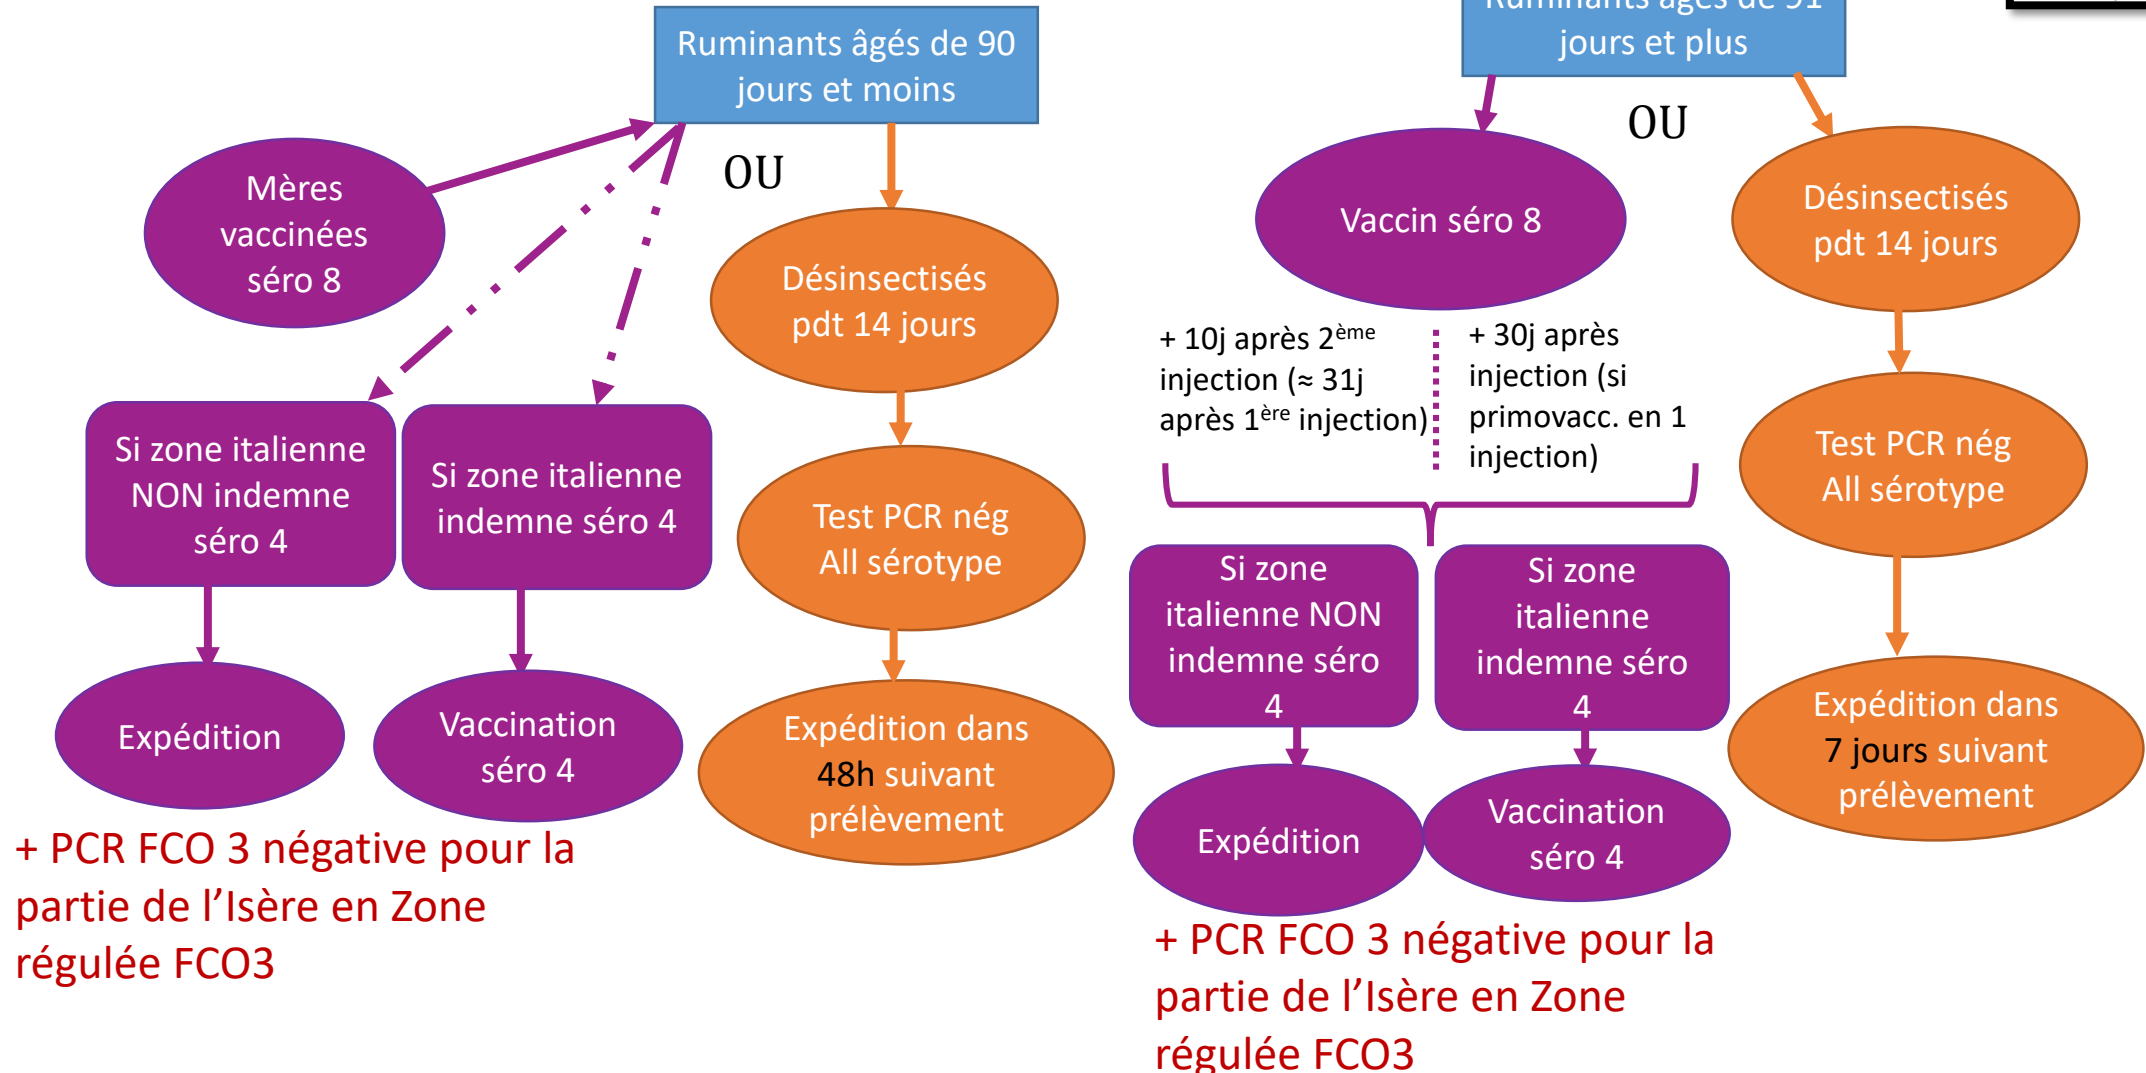 Ruminants âgés de 90
jours et moins
OU
Mères
vaccinées
séro 8
Désinsectisés
pdt 14 jours
Si zone italienne
NON indemne
séro 4
Si zone italienne
indemne séro 4
Test PCR nég
All sérotype
Expédition
Vaccination
séro 4
Expédition dans
48h suivant
prélèvement
+ PCR FCO 3 négative pour la
partie de l’Isère en Zone
régulée FCO3
Ruminants âgés de 91
jours et plus
OU
Vaccin séro 8
Désinsectisés
pdt 14 jours
+ 10j après 2ème
injection (≈ 31j
après 1ère injection)
+ 30j après
injection (si
primovacc. en 1
injection)
Test PCR nég
All sérotype
Si zone
italienne NON
indemne séro
4
Si zone
italienne
indemne séro
4
Expédition dans
7 jours suivant
prélèvement
Expédition
Vaccination
séro 4
+ PCR FCO 3 négative pour la
partie de l’Isère en Zone
régulée FCO3